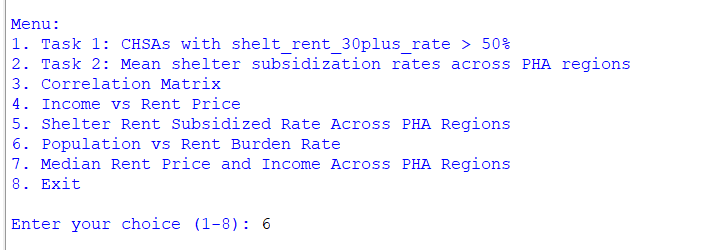 Menu:
1. Task 1: CHSAs with shelt_rent_30plus_rate > 50%
2. Task 2: Mean shelter subsidization rates across PHA regions
3. Correlation Matrix
4. Income vs Rent Price
5. Shelter Rent Subsidized Rate Across PHA Regions
6. Population vs Rent Burden Rate
7. Median Rent Price and Income Across PHA Regions
8. Exit
Enter your choice (1-8): 6